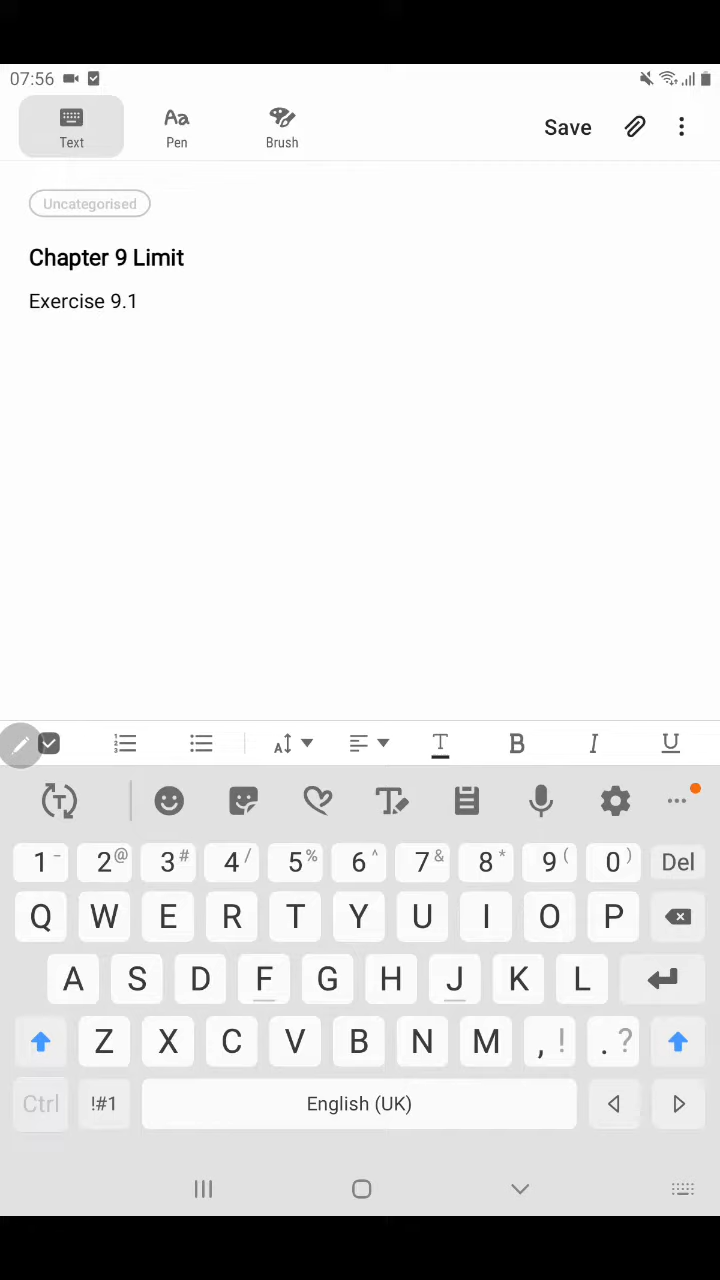 07:56
Text
Pen
Brush
Save
Uncategorised
Chapter 9 Limit
Exercise 9.1
1 - 2 @ 3 # 4 / 5 % 6 ^ 7 & 8 * 9 ( 0 ) Del
Q W E R T Y U I O P
A S D F G H J K L
Z X C V B N M , ! . ?
Ctrl !#1 English (UK)